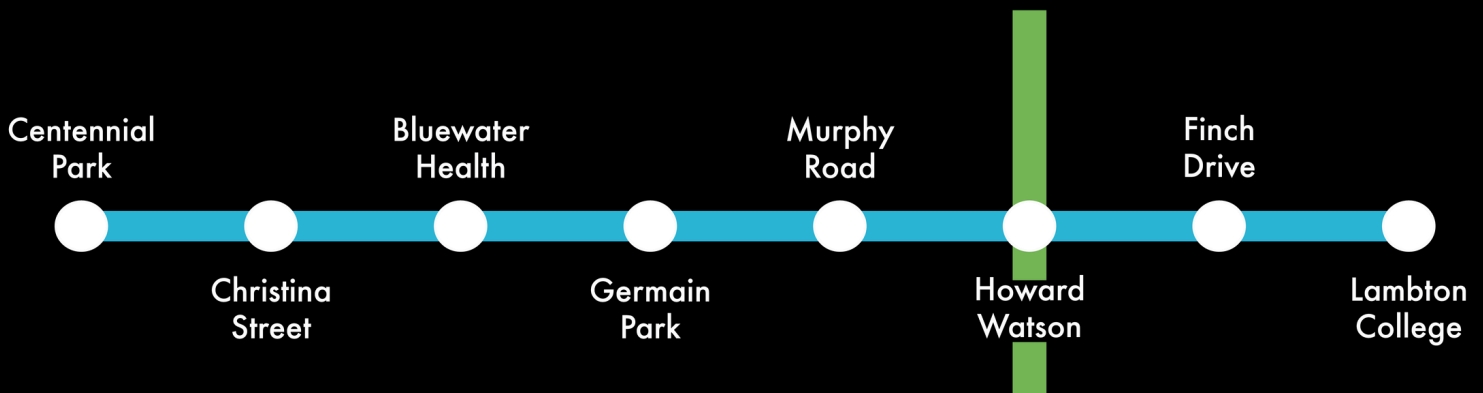 Centennial
Park
Christina
Street
Bluewater
Health
Germain
Park
Murphy
Road
Howard
Watson
Finch
Drive
Lambton
College